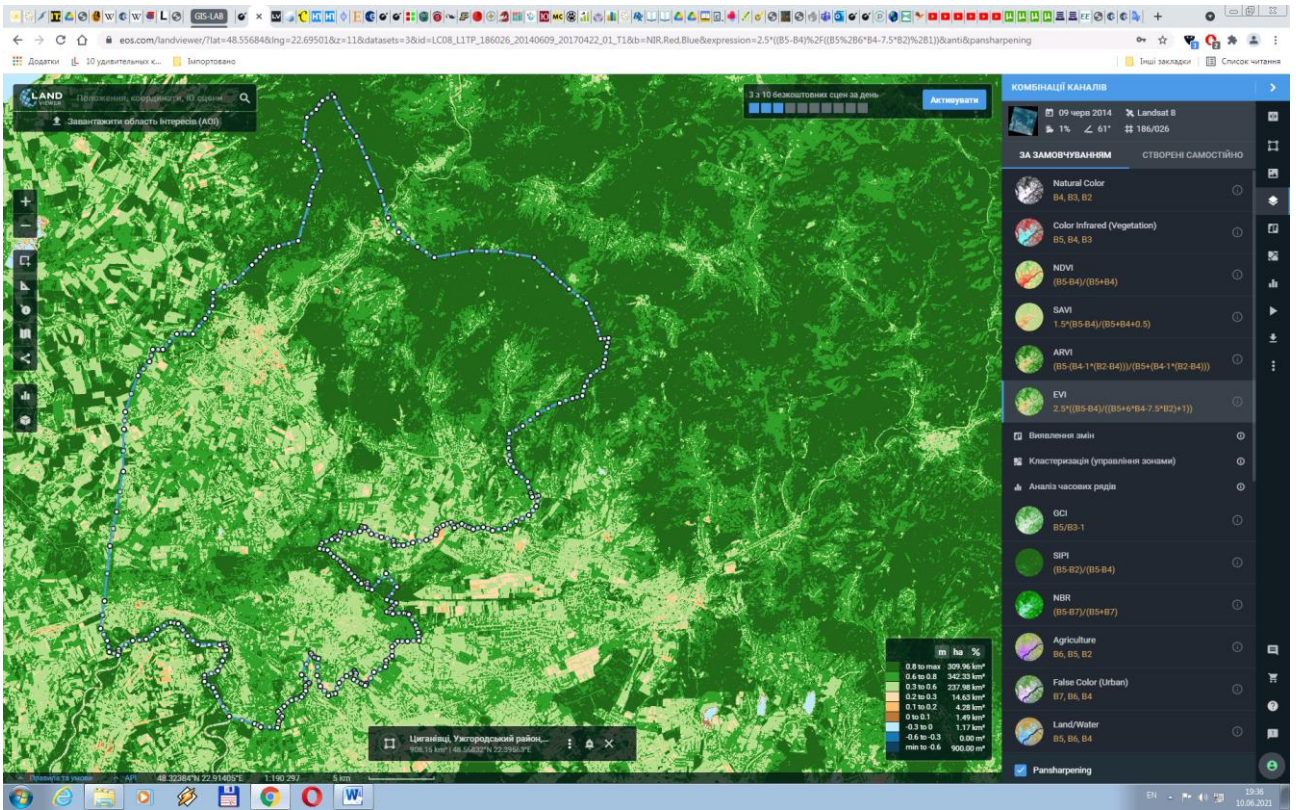 GIS-LAB
eos.com/landviewer/?lat=48.55684&lng=22.69501&z=11&datasets=3&id=LC08_L1TP_186026_20140609_20170422_01_T1&b=NIR,Red,Blue&expression=2.5*((B5-B4)%2F((B5%2B6*B4-7.5*B2)%2B1))&anti&pansharpening
Додатки
10 удивительных к...
Імпортовано
Інші закладки
Список читання
LAND
VIEWER
Положення, координати, ID сцени
Завантажити область Інтересів (AOI)
3 з 10 безкоштовних сцен за день
Активувати
КОМБІНАЦІЇ КАНАЛІВ
09 черв 2014
Landsat 8
1%
61°
186/026
ЗА ЗАМОВЧУВАННЯМ
СТВОРЕНІ САМОСТІЙНО
Natural Color
B4, B3, B2
Color Infrared (Vegetation)
B5, B4, B3
NDVI
(B5-B4)/(B5+B4)
SAVI
1.5*(B5-B4)/(B5+B4+0.5)
ARVI
(B5-(B4-1*(B2-B4)))/(B5+(B4-1*(B2-B4)))
EVI
2.5*((B5-B4)/((B5+6*B4-7.5*B2)+1))
Виявлення змін
Кластеризація (управління зонами)
Аналіз часових рядів
GCI
B5/B3-1
SIPI
(B5-B2)/(B5-B4)
NBR
(B5-B7)/(B5+B7)
Agriculture
B6, B5, B2
False Color (Urban)
B7, B6, B4
Land/Water
B5, B6, B4
Pansharpening
m ha %
0.8 to max 309.96 km²
0.6 to 0.8 342.33 km²
0.3 to 0.6 237.98 km²
0.2 to 0.3 14.63 km²
0.1 to 0.2 4.28 km²
0 to 0.1 1.49 km²
-0.3 to 0 1.17 km²
-0.6 to -0.3 0.00 m²
min to -0.6 900.00 m²
Циганівці, Ужгородський район,...
Правила та умови
API
48.32384°N 22.91405°E
1:190 297
5 km
EN
19:36
10.06.2021